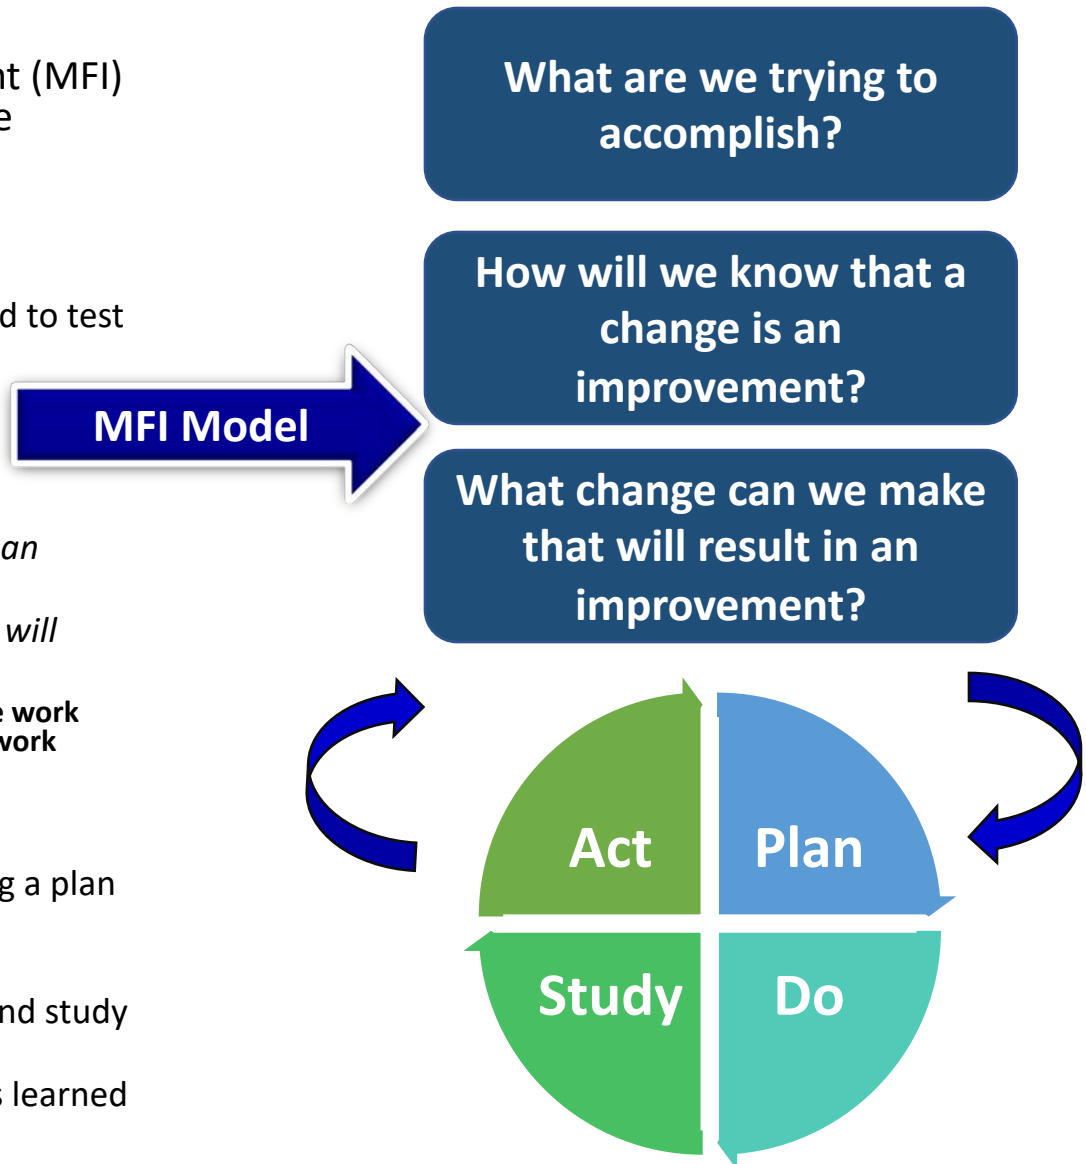 nt (MFI)
e
d to test
an
will
e work
work
g a plan
nd study
s learned
MFI Model
What are we trying to
accomplish?
How will we know that a
change is an
improvement?
What change can we make
that will result in an
improvement?
Act
Plan
Study
Do